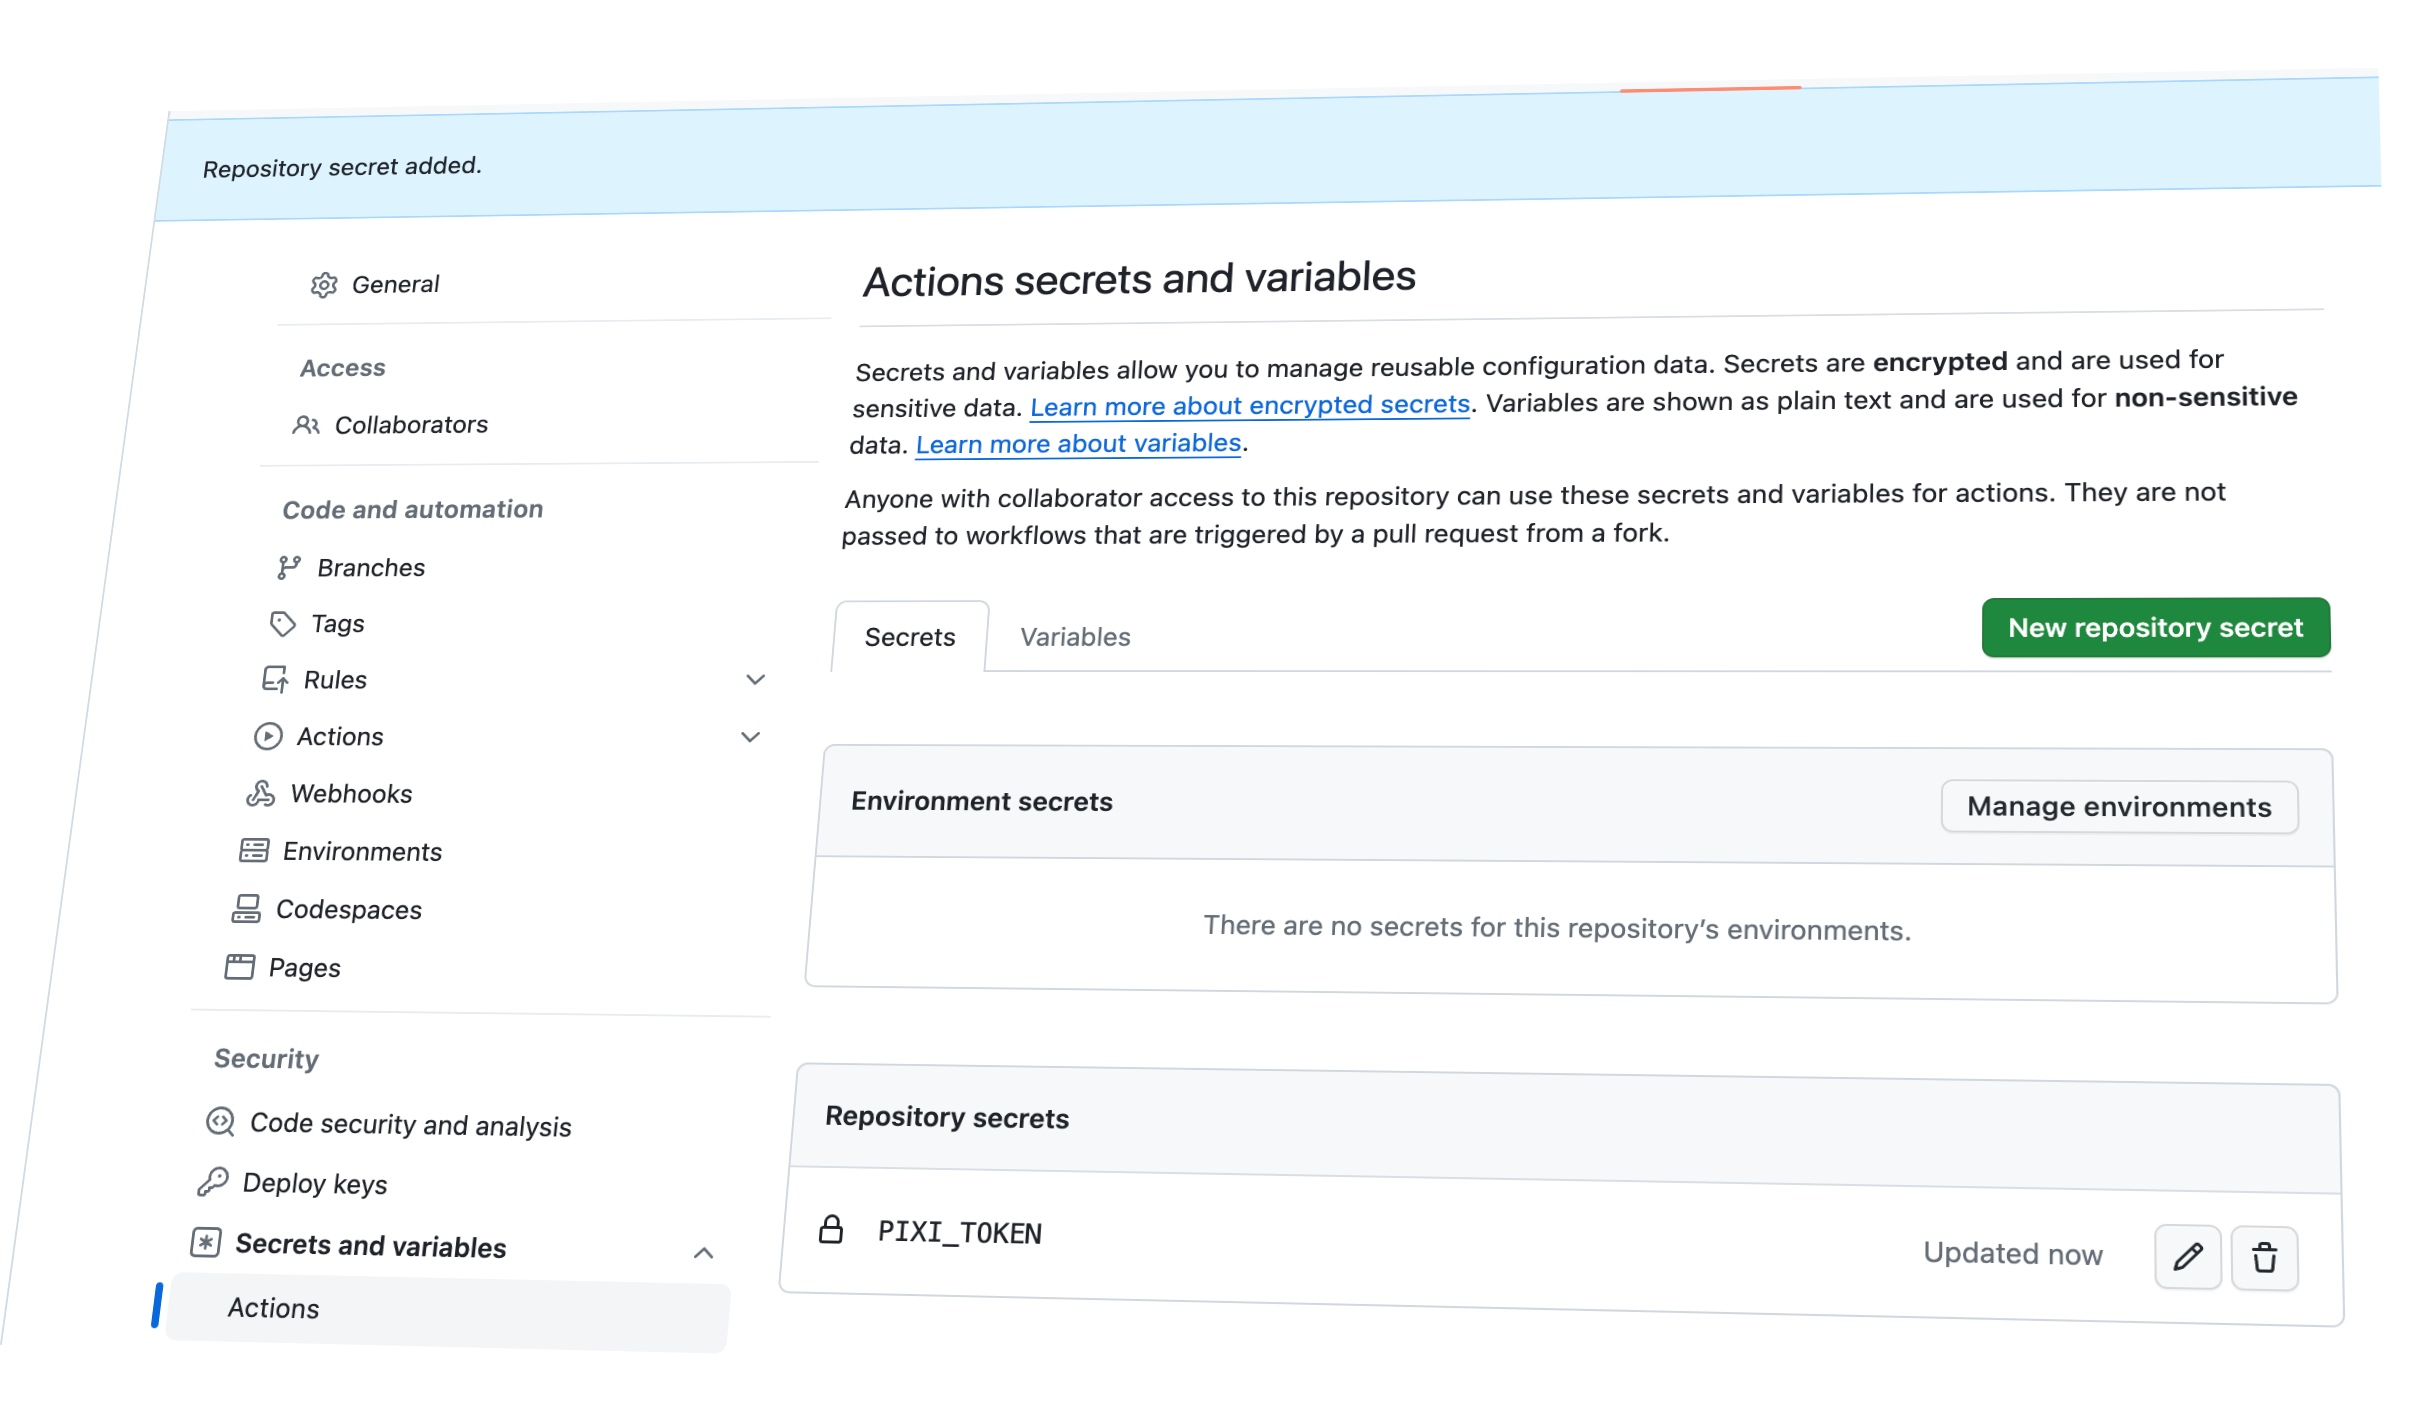 Repository secret added.
General
Access
Collaborators
Code and automation
Branches
Tags
Rules
Actions
Webhooks
Environments
Codespaces
Pages
Security
Code security and analysis
Deploy keys
Secrets and variables
Actions
Actions secrets and variables
Secrets and variables allow you to manage reusable configuration data. Secrets are encrypted and are used for
sensitive data. Learn more about encrypted secrets. Variables are shown as plain text and are used for non-sensitive
data. Learn more about variables.
Anyone with collaborator access to this repository can use these secrets and variables for actions. They are not
passed to workflows that are triggered by a pull request from a fork.
Secrets
Variables
New repository secret
Environment secrets
Manage environments
There are no secrets for this repository’s environments.
Repository secrets
PIXI_TOKEN
Updated now